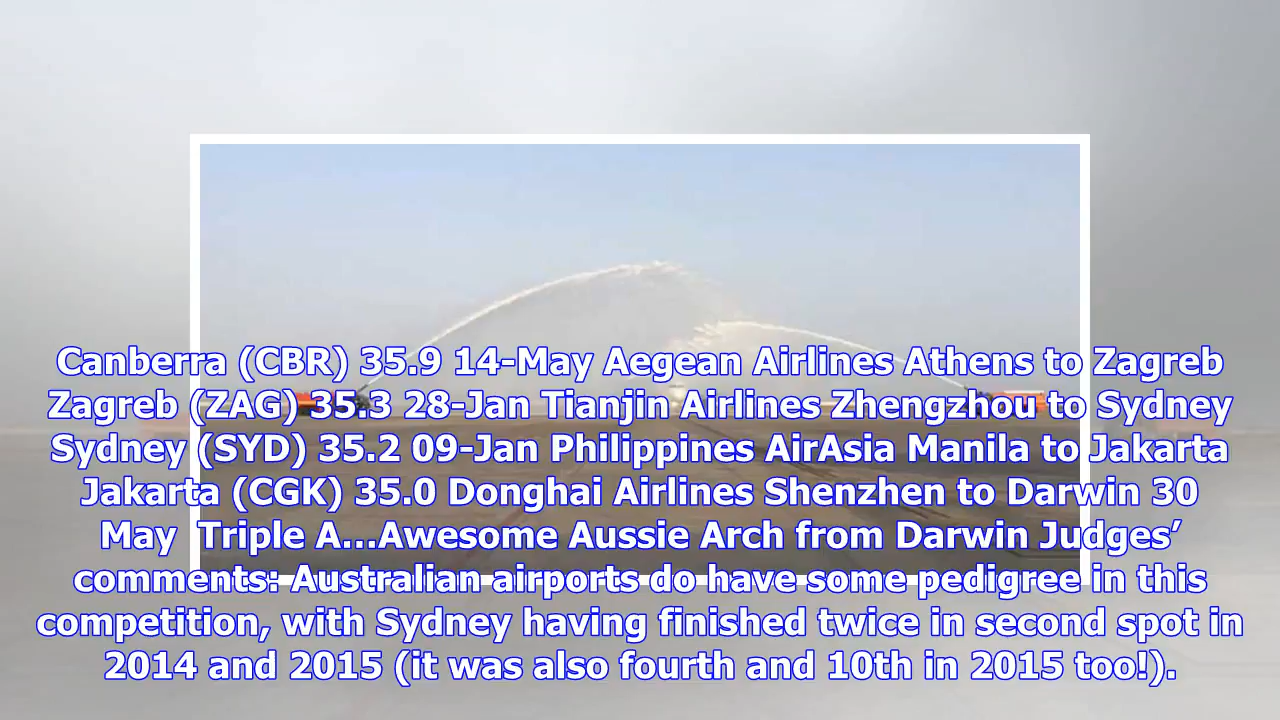 Canberra (CBR) 35.9 14-May Aegean Airlines Athens to Zagreb
Zagreb (ZAG) 35.3 28-Jan Tianjin Airlines Zhengzhou to Sydney
Sydney (SYD) 35.2 09-Jan Philippines AirAsia Manila to Jakarta
Jakarta (CGK) 35.0 Donghai Airlines Shenzhen to Darwin 30
May  Triple A…Awesome Aussie Arch from Darwin Judges’
comments: Australian airports do have some pedigree in this
competition, with Sydney having finished twice in second spot in
2014 and 2015 (it was also fourth and 10th in 2015 too!).